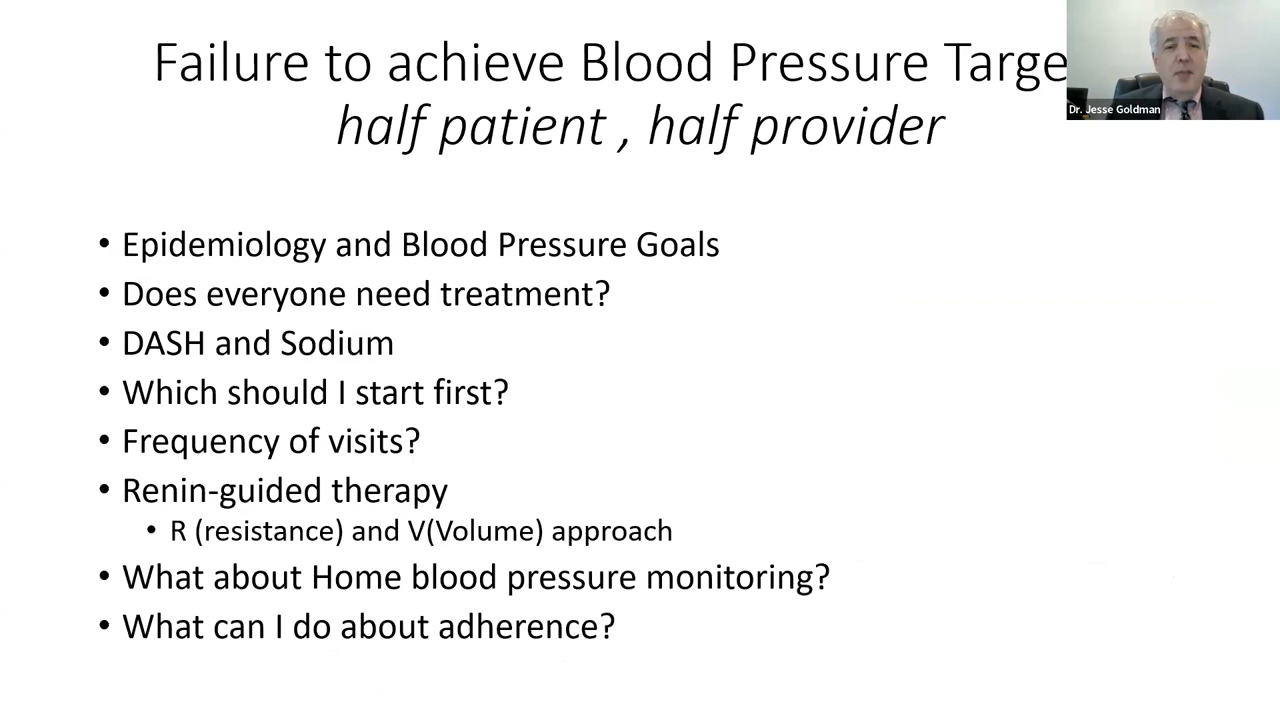 Failure to achieve Blood Pressure Targe
half patient , half provider
Dr. Jesse Goldman
• Epidemiology and Blood Pressure Goals
• Does everyone need treatment?
• DASH and Sodium
• Which should I start first?
• Frequency of visits?
• Renin-guided therapy
• R (resistance) and V(Volume) approach
• What about Home blood pressure monitoring?
• What can I do about adherence?